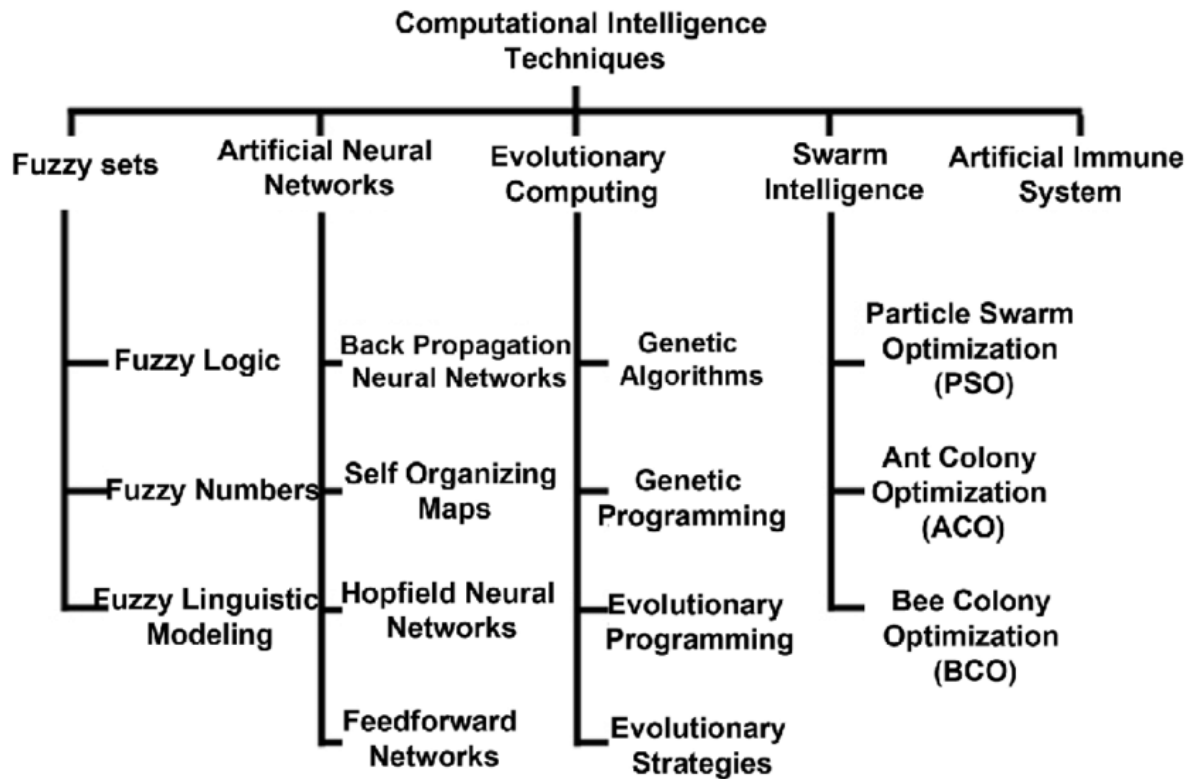 Computational Intelligence
Techniques
Fuzzy sets
Artificial Neural
Networks
Evolutionary
Computing
Swarm
Intelligence
Artificial Immune
System
Fuzzy Logic
Fuzzy Numbers
Euzzy Linguistic
Modeling
Back Propagation
Neural Networks
Self Organizing
Maps
Hopfield Neural
Networks
Feedforward
Networks
Genetic
Algorithms
Genetic
Programming
Evolutionary
Programming
Evolutionary
Strategies
Particle Swarm
Optimization
(PSO)
Ant Colony
Optimization
(ACO)
Bee Colony
Optimization
(BCO)